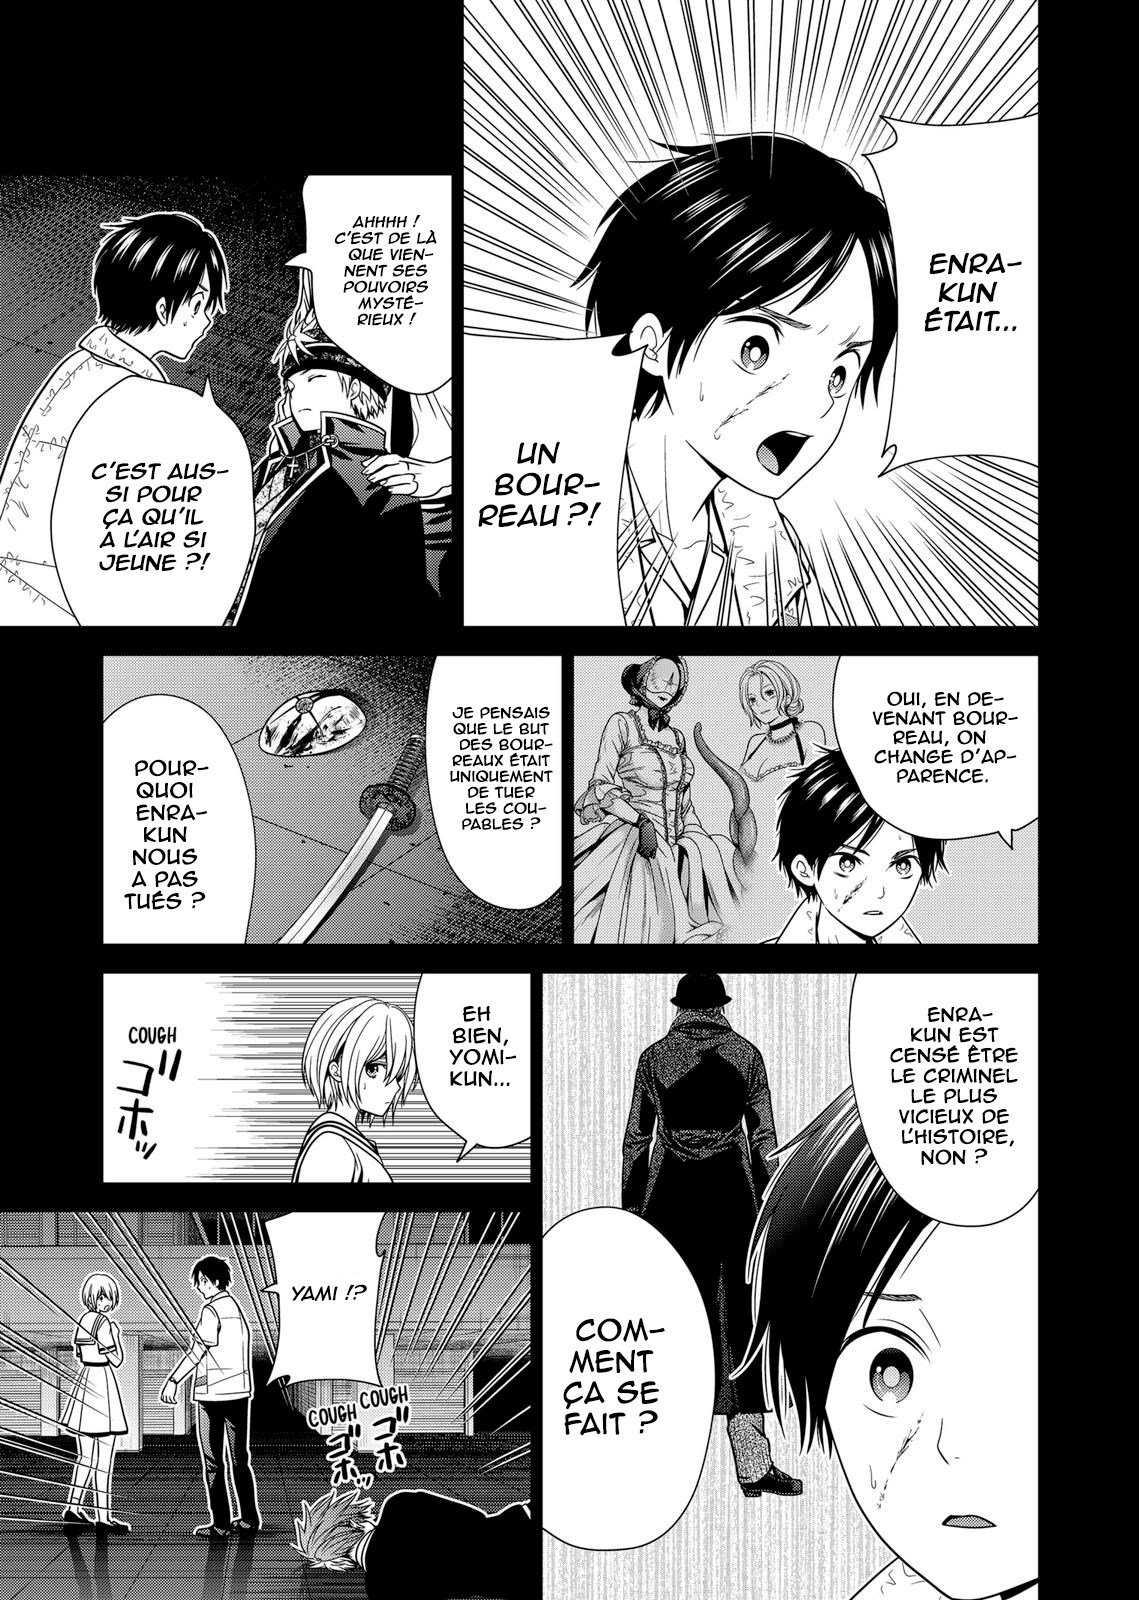 ENRA-
KUN
ÉTAIT...
UN
BOUR-
REAU ?!
AHHHH !
C'EST DE LÀ
QUE VIEN-
NENT SES
POUVOIRS
MYSTÉ-
RIEUX !
C'EST AUS-
SI POUR
ÇA QU'IL
À L'AIR SI
JEUNE ?!
OUI, EN DE-
VENANT BOUR-
REAU, ON
CHANGE D'AP-
PARENCE.
JE PENSAIS
QUE LE BUT
DES BOUR-
REAUX ÉTAIT
UNIQUEMENT
DE TUER
LES COU-
PABLES ?
POUR-
QUOI
ENRA-
KUN
NOUS
A PAS
TUÉS ?
ENRA-
KUN EST
CENSÉ ÊTRE
LE CRIMINEL
LE PLUS
VICIEUX DE
L'HISTOIRE,
NON ?
COM-
MENT
ÇA SE
FAIT ?
EH
BIEN,
YOMI-
KUN...
COUGH
ゴホッ
YAMI !?
COUGH
ゴホ
COUGH
ゴホッ